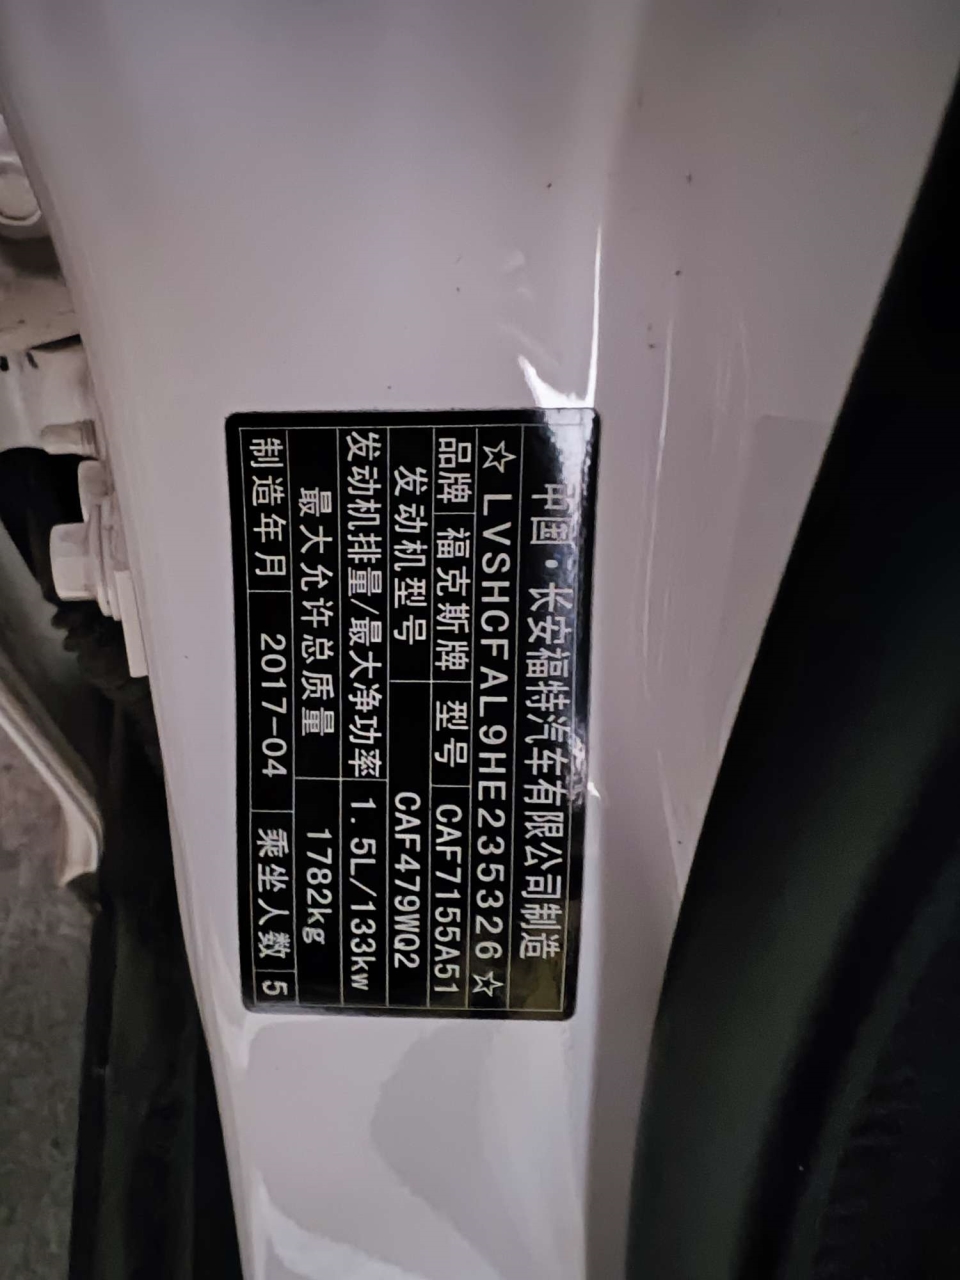 中国·长安福特汽车有限公司制造
☆LVSHCFAL9HE235326☆
品牌 福克斯牌 型号 CAF7155A51
发动机型号 CAF479WQ2
发动机排量/最大净功率 1.5L/133kw
最大允许总质量 1782kg
制造年月 2017-04 乘坐人数 5